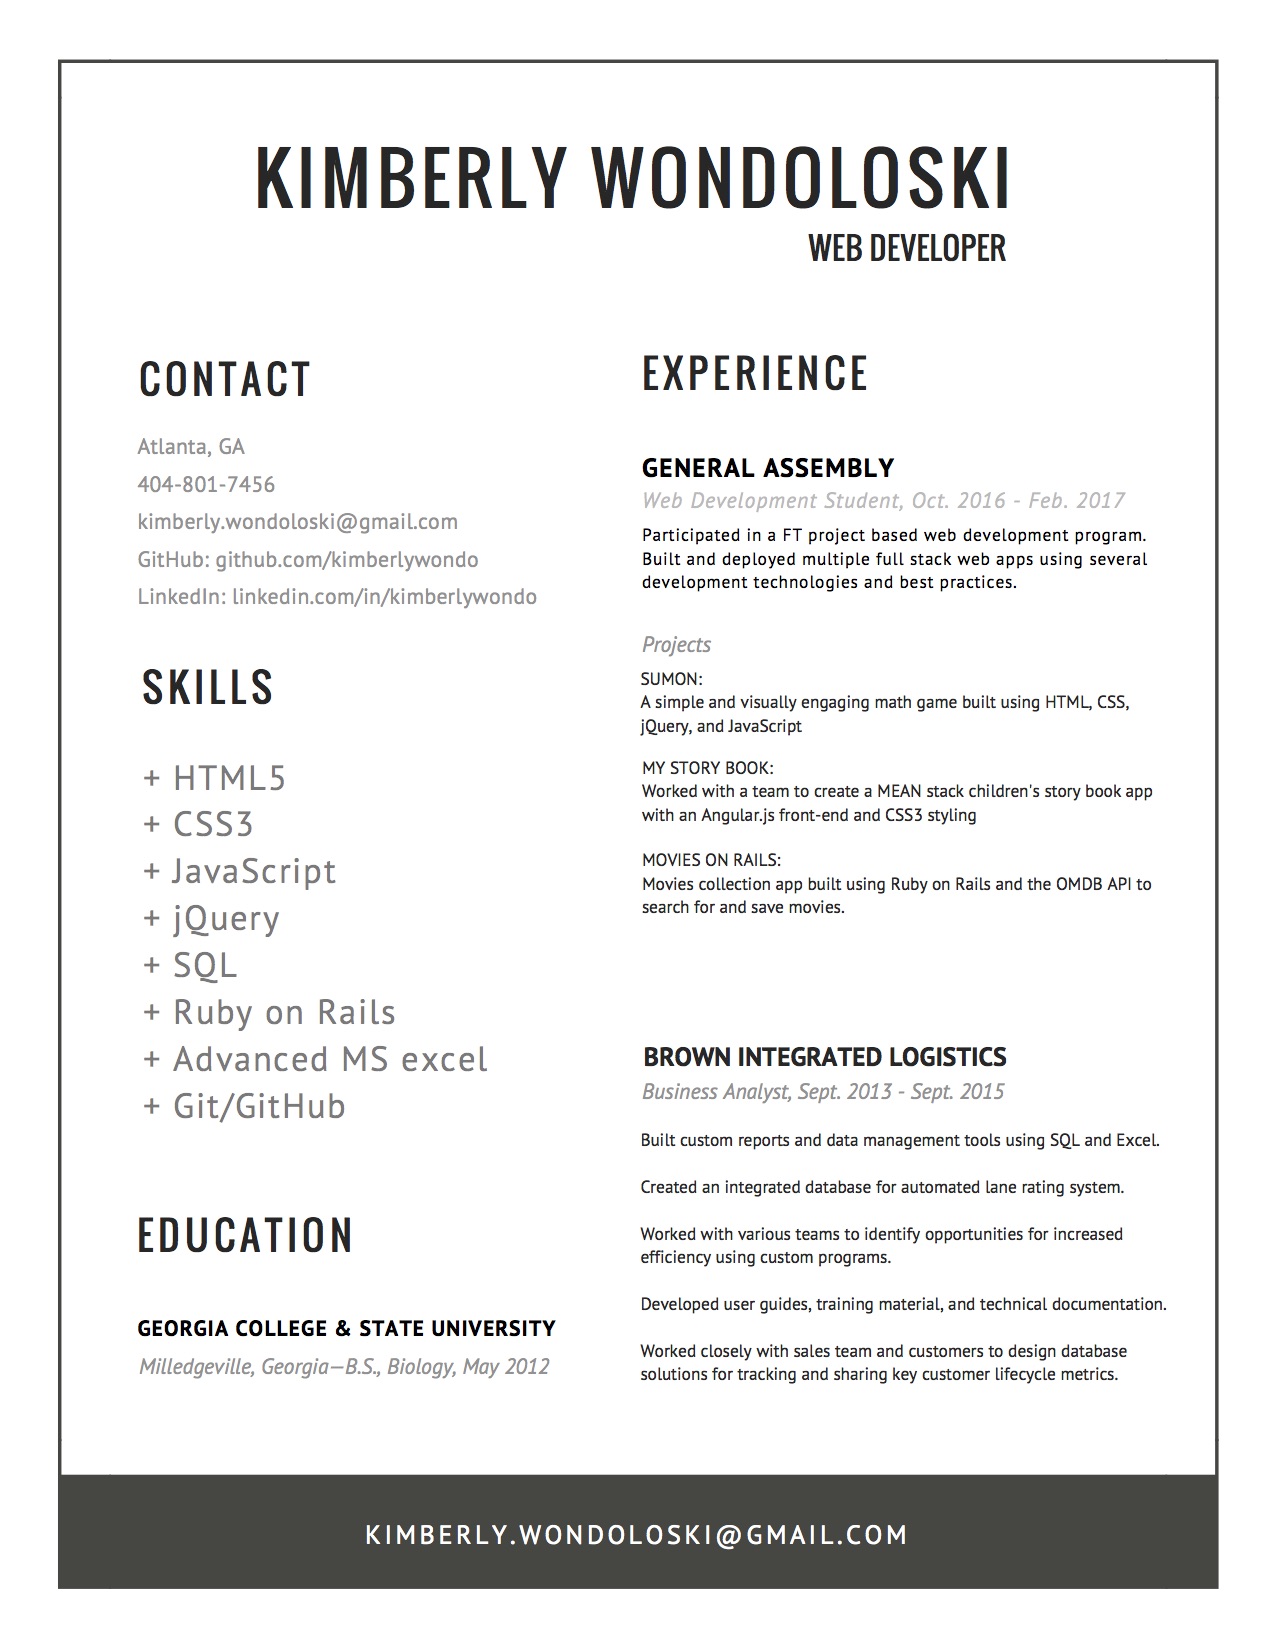 KIMBERLY WONDOLOSKI
WEB DEVELOPER
CONTACT
Atlanta, GA
404-801-7456
kimberly.wondoloski@gmail.com
GitHub: github.com/kimberlywondo
LinkedIn: linkedin.com/in/kimberlywondo
SKILLS
+ HTML5
+ CSS3
+ JavaScript
+ jQuery
+ SQL
+ Ruby on Rails
+ Advanced MS excel
+ Git/GitHub
EDUCATION
GEORGIA COLLEGE & STATE UNIVERSITY
Milledgeville, Georgia—B.S., Biology, May 2012
EXPERIENCE
GENERAL ASSEMBLY
Web Development Student, Oct. 2016 - Feb. 2017
Participated in a FT project based web development program.
Built and deployed multiple full stack web apps using several
development technologies and best practices.
Projects
SUMON:
A simple and visually engaging math game built using HTML, CSS,
jQuery, and JavaScript
MY STORY BOOK:
Worked with a team to create a MEAN stack children's story book app
with an Angular.js front-end and CSS3 styling
MOVIES ON RAILS:
Movies collection app built using Ruby on Rails and the OMDB API to
search for and save movies.
BROWN INTEGRATED LOGISTICS
Business Analyst, Sept. 2013 - Sept. 2015
Built custom reports and data management tools using SQL and Excel.
Created an integrated database for automated lane rating system.
Worked with various teams to identify opportunities for increased
efficiency using custom programs.
Developed user guides, training material, and technical documentation.
Worked closely with sales team and customers to design database
solutions for tracking and sharing key customer lifecycle metrics.
KIMBERLY.WONDOLOSKI@GMAIL.COM